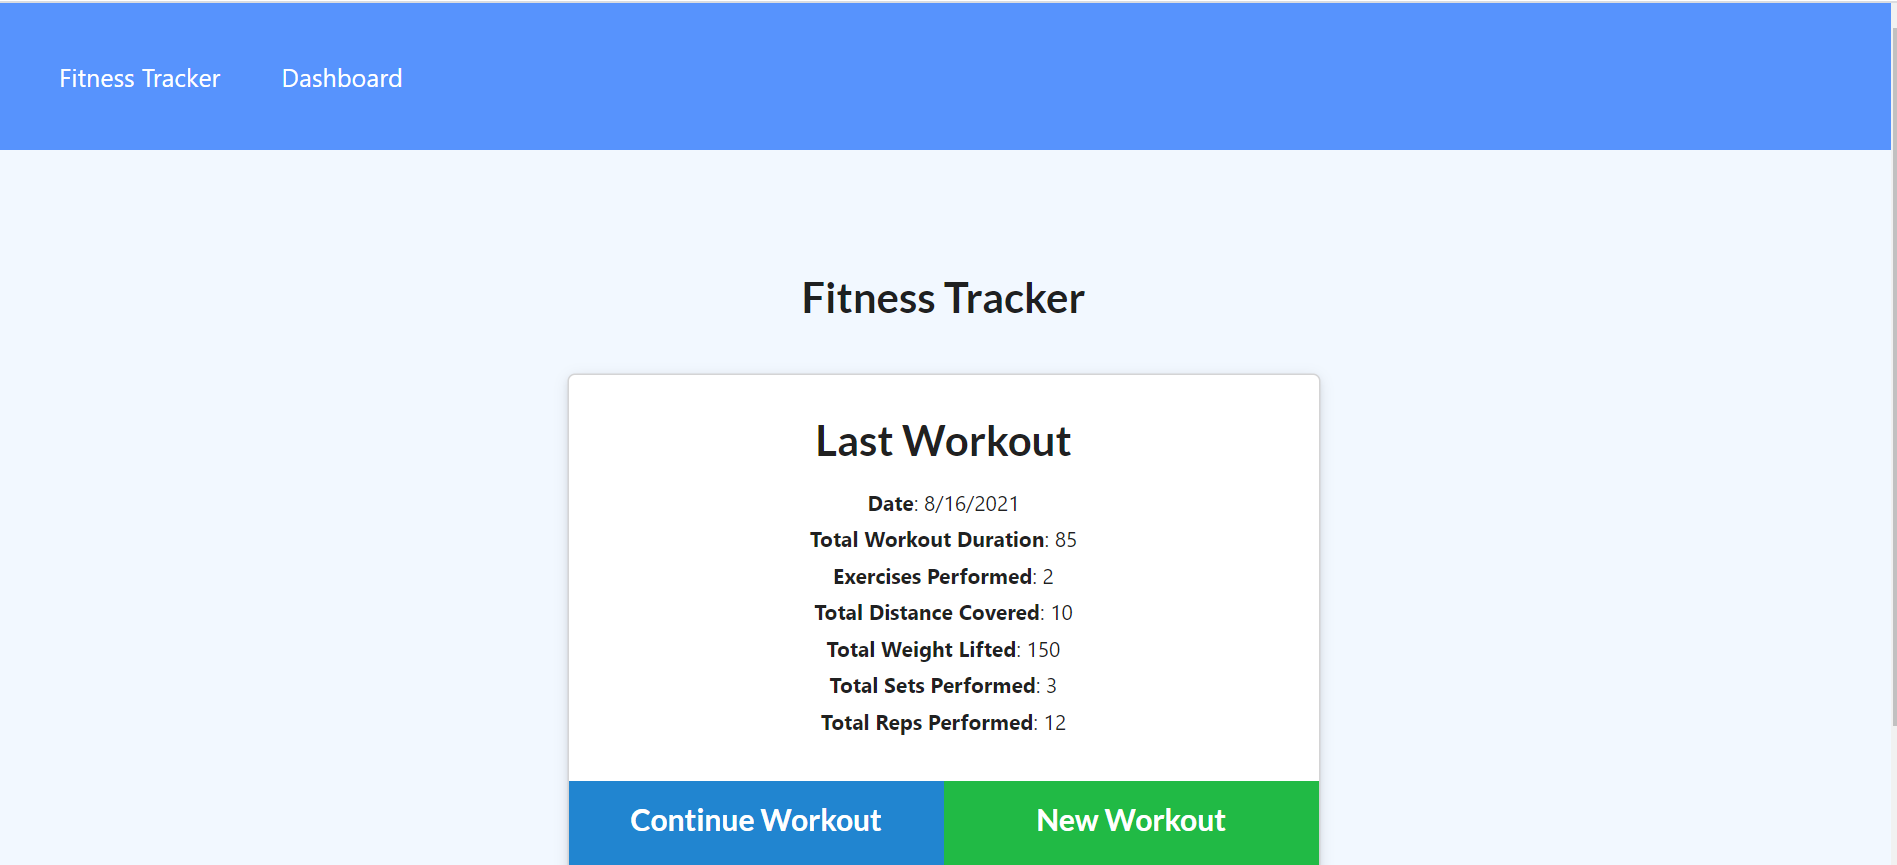 Fitness Tracker Dashboard
Fitness Tracker
Last Workout
Date: 8/16/2021
Total Workout Duration: 85
Exercises Performed: 2
Total Distance Covered: 10
Total Weight Lifted: 150
Total Sets Performed: 3
Total Reps Performed: 12
Continue Workout New Workout